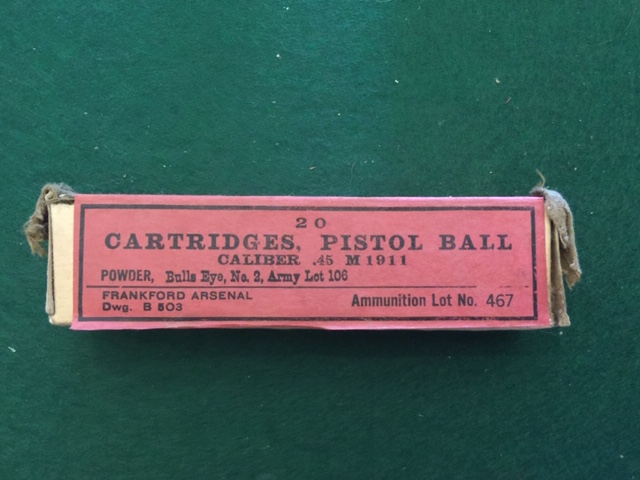 20
CARTRIDGES, PISTOL BALL
CALIBER .45 M1911
POWDER, Bulls Eye, No. 2, Army Lot 106
FRANKFORD ARSENAL
Dwg. B 503
Ammunition Lot No. 467